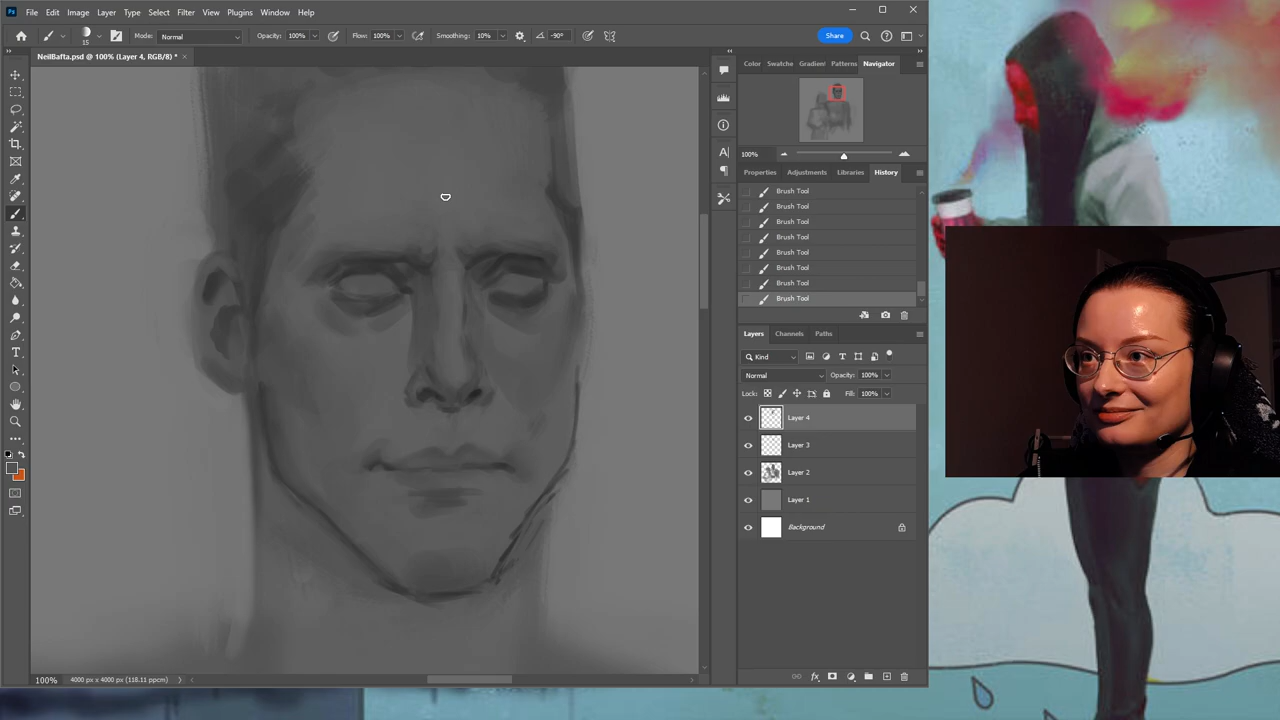 Ps File Edit Image Layer Type Select Filter View Plugins Window Help
15 Mode: Normal Opacity: 100% Flow: 100% Smoothing: 10% -90° Share
NeilBafta.psd @ 100% (Layer 4, RGB/8) * ×
Color Swatche Gradien Patterns Navigator
100%
Properties Adjustments Libraries History
Brush Tool
Brush Tool
Brush Tool
Brush Tool
Brush Tool
Brush Tool
Brush Tool
Brush Tool
Layers Channels Paths
Kind
Normal Opacity: 100%
Lock: Fill: 100%
Layer 4
Layer 3
Layer 2
Layer 1
Background
fx
100% 4000 px x 4000 px (118.11 ppcm)